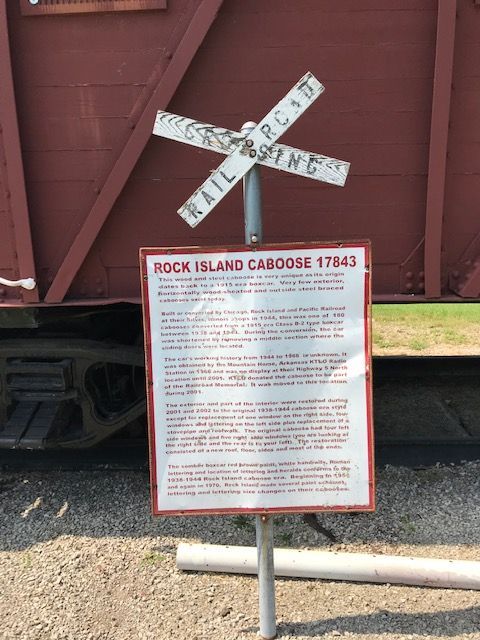 RAILROAD
CROSSING
ROCK ISLAND CABOOSE 17843
This wood and steel caboose is very unique as its origin
dates back to a 1915 era boxcar. Very few exterior,
horizontally wood-sheated and outside steel braced
cabooses exist today.
Built or converted by Chicago, Rock Island and Pacific Railroad
at their Silvis, Illinois shops in 1944, this was one of 160
cabooses converted from a 1915 era Class B-2 type boxcar
between 1938 and 1944. During the conversion, the car
was shortened by removing a middle section where the
sliding doors were located.
The car's working history from 1944 to 1968 is unknown. It
was obtained by the Mountain Home, Arkansas KTLO Radio
Station in 1968 and was on display at their Highway 5 North
location until 2001. KTLO donated the caboose to be part
of the Railroad Memorial. It was moved to this location
during 2001.
The exterior and part of the interior were restored during
2001 and 2002 to the original 1938-1944 caboose era style
except for replacement of one window on the right side, four
windows and lettering on the left side plus replacement of a
stovepipe and roofwalk. The original caboose had four left
side windows and five right side windows (you are looking at
the right side and the rear is to your left). The restoration
consisted of a new roof, floor, sides and most of the ends.
The somber boxcar red brown paint, white handrails, Roman
lettering and location of lettering and heralds conforms to the
1938-1944 Rock Island caboose era. Beginning in
and again in 1970, Rock Island made several paint schemes,
lettering and lettering size changes on their cabooses.